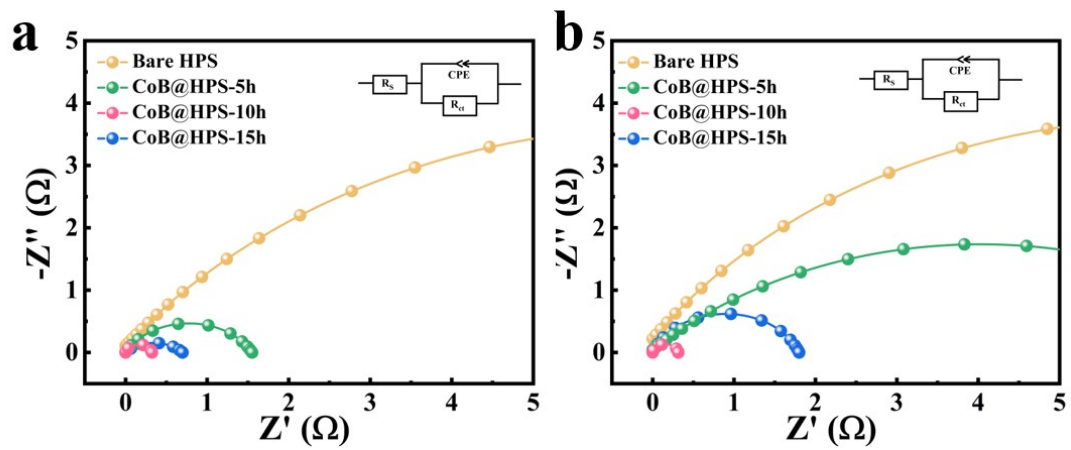 a
5
4
3
2
1
0
-Z'' (Ω)
Bare HPS
CoB@HPS-5h
CoB@HPS-10h
CoB@HPS-15h
Rs
CPE
Rct
0 1 2 3 4 5
Z' (Ω)
b
5
4
3
2
1
0
-Z'' (Ω)
Bare HPS
CoB@HPS-5h
CoB@HPS-10h
CoB@HPS-15h
Rs
CPE
Rct
0 1 2 3 4 5
Z' (Ω)